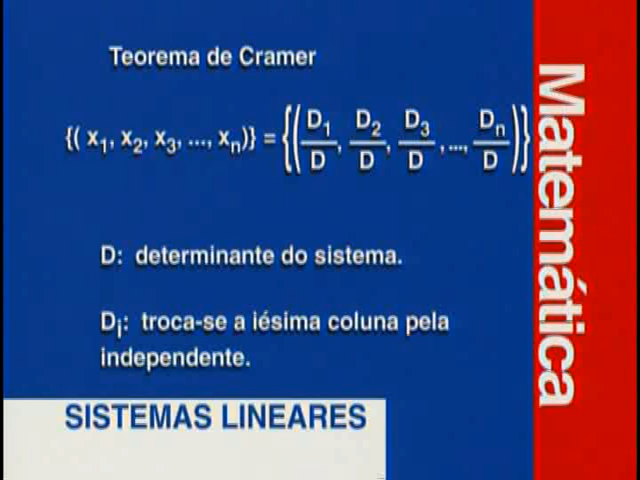 Teorema de Cramer
{( x₁, x₂, x₃, ..., xₙ)} = {(D₁/D, D₂/D, D₃/D, ..., Dₙ/D)}
D: determinante do sistema.
Dᵢ: troca-se a iésima coluna pela
independente.
SISTEMAS LINEARES
Matemática